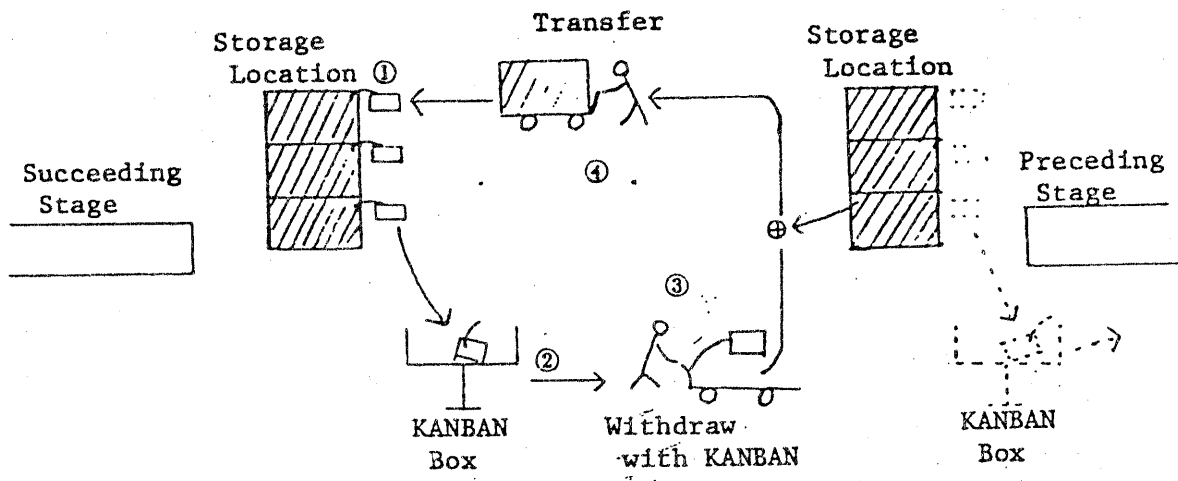 Transfer
Storage
Location ①
Storage
Location
Succeeding
Stage
④
Preceding
Stage
③
②
KANBAN
Box
Withdraw
with KANBAN
KANBAN
Box